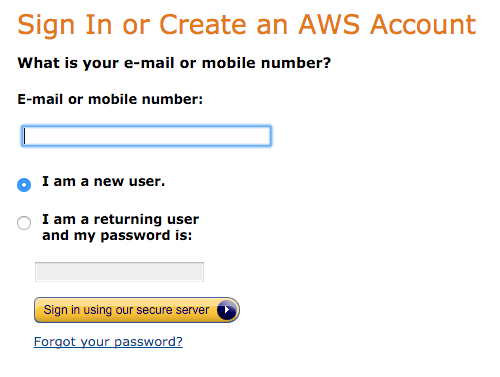 Sign In or Create an AWS Account
What is your e-mail or mobile number?
E-mail or mobile number:
I am a new user.
I am a returning user
and my password is:
Sign in using our secure server
Forgot your password?